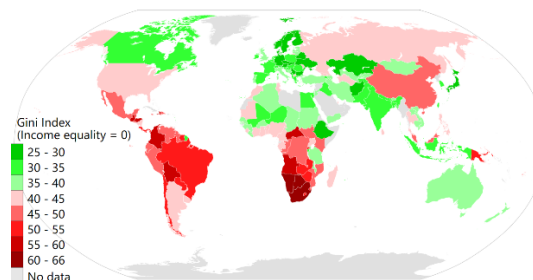 Gini Index
(Income equality = 0)
25 - 30
30 - 35
35 - 40
40 - 45
45 - 50
50 - 55
55 - 60
60 - 66
No data